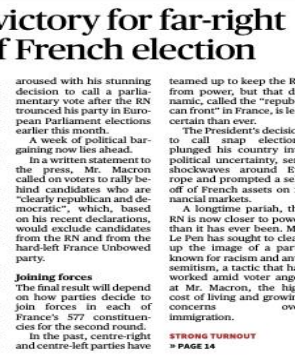 victory for far-right
f French election
aroused with his stunning
decision to call a parlia-
mentary vote after the RN
trounced his party in Euro-
pean Parliament elections
earlier this month.
A week of political bar-
gaining now lies ahead.
In a written statement to
the press, Mr. Macron
called on voters to rally be-
hind candidates who are
“clearly republican and de-
mocratic”, which, based
on his recent declarations,
would exclude candidates
from the RN and from the
hard-left France Unbowed
party.
Joining forces
The final result will depend
on how parties decide to
join forces in each of
France's 577 constituen-
cies for the second round.
In the past, centre-right
and centre-left parties have
teamed up to keep the R
from power, but that d
namic, called the “repub
can front” in France, is le
certain than ever.
The President's decisio
to call snap election
plunged his country in
political uncertainty, se
shockwaves around E
rope and prompted a se
off of French assets on
nancial markets.
A longtime pariah, th
RN is now closer to powe
than it has ever been. M
Le Pen has sought to clea
up the image of a par
known for racism and an
semitism, a tactic that ha
worked amid voter ang
at Mr. Macron, the hig
cost of living and growin
concerns ov
immigration.
STRONG TURNOUT
» PAGE 14